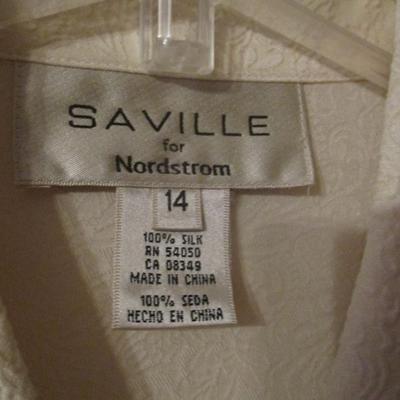 SAVILLE
for
Nordstrom
14
100% SILK
RN 54050
CA 08349
MADE IN CHINA
100% SEDA
HECHO EN CHINA